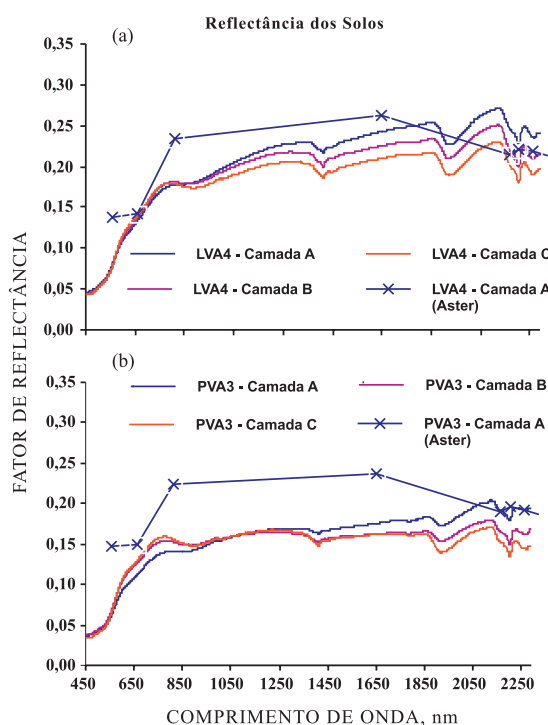 Reflectância dos Solos
(a)
0,35
0,30
0,25
0,20
0,15
0,10
0,05
0,00
LVA4 - Camada A
LVA4 - Camada C
LVA4 - Camada B
LVA4 - Camada A
(Aster)
FATOR DE REFLECTÂNCIA
(b)
0,35
0,30
0,25
0,20
0,15
0,10
0,05
0,00
PVA3 - Camada A
PVA3 - Camada B
PVA3 - Camada C
PVA3 - Camada A
(Aster)
450 650 850 1050 1250 1450 1650 1850 2050 2250
COMPRIMENTO DE ONDA, nm